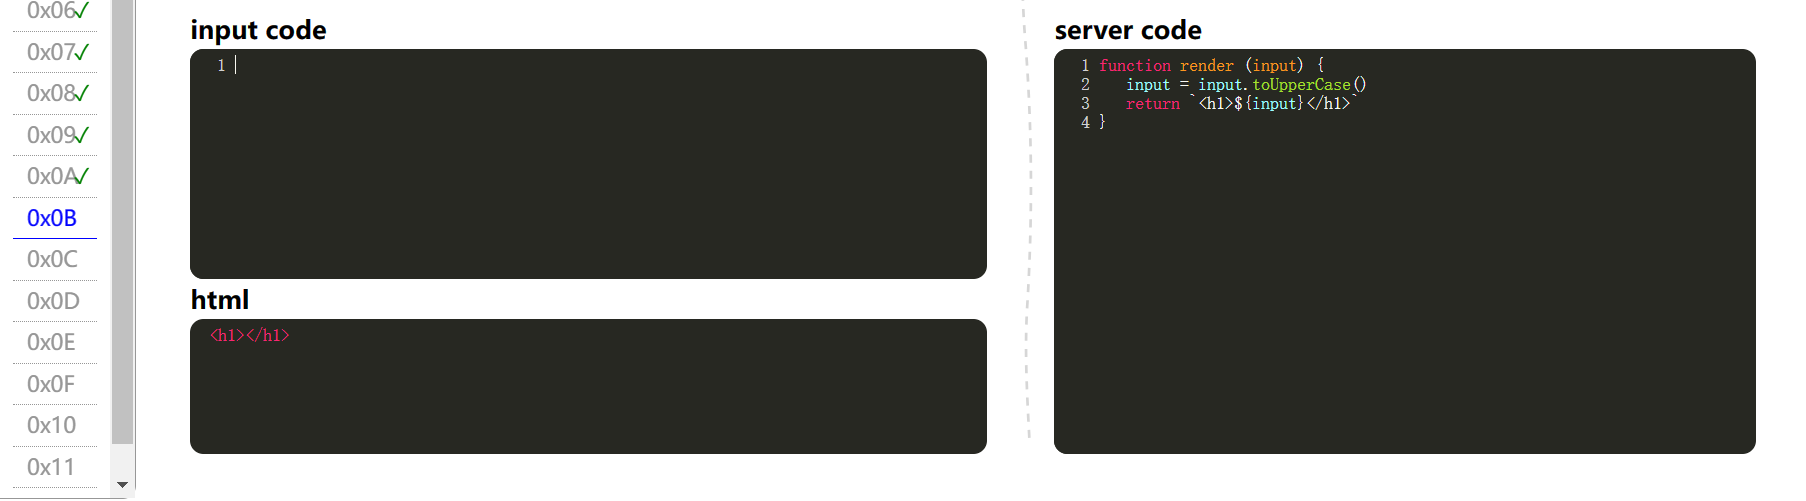 0x06✓
0x07✓
0x08✓
0x09✓
0x0A✓
0x0B
0x0C
0x0D
0x0E
0x0F
0x10
0x11
input code
1
html
<h1></h1>
server code
1 function render (input) {
2 input = input.toUpperCase()
3 return `<h1>${input}</h1>`
4 }